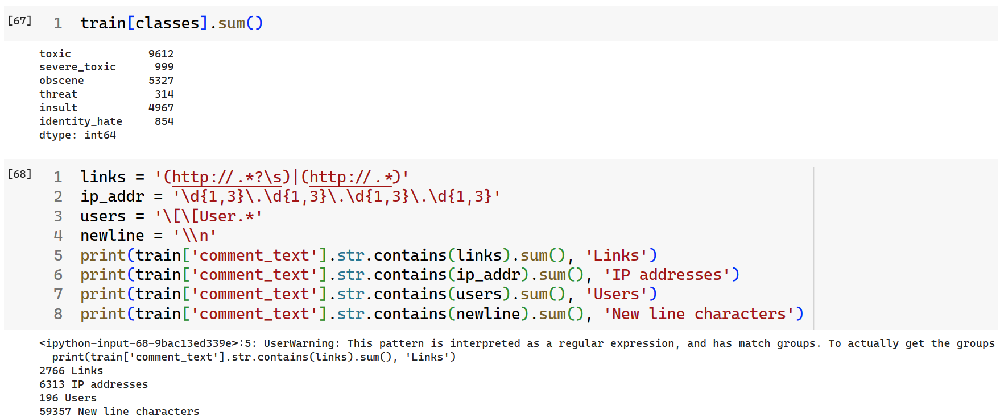 [67] 1 train[classes].sum()
toxic 9612
severe_toxic 999
obscene 5327
threat 314
insult 4967
identity_hate 854
dtype: int64
[68] 1 links = '(http://.*?\s)|(http://.*)'
2 ip_addr = '\d{1,3}\.\d{1,3}\.\d{1,3}\.\d{1,3}'
3 users = '\[\[User.*'
4 newline = '\\n'
5 print(train['comment_text'].str.contains(links).sum(), 'Links')
6 print(train['comment_text'].str.contains(ip_addr).sum(), 'IP addresses')
7 print(train['comment_text'].str.contains(users).sum(), 'Users')
8 print(train['comment_text'].str.contains(newline).sum(), 'New line characters')
<ipython-input-68-9bac13ed339e>:5: UserWarning: This pattern is interpreted as a regular expression, and has match groups. To actually get the groups
print(train['comment_text'].str.contains(links).sum(), 'Links')
2766 Links
6313 IP addresses
196 Users
59357 New line characters